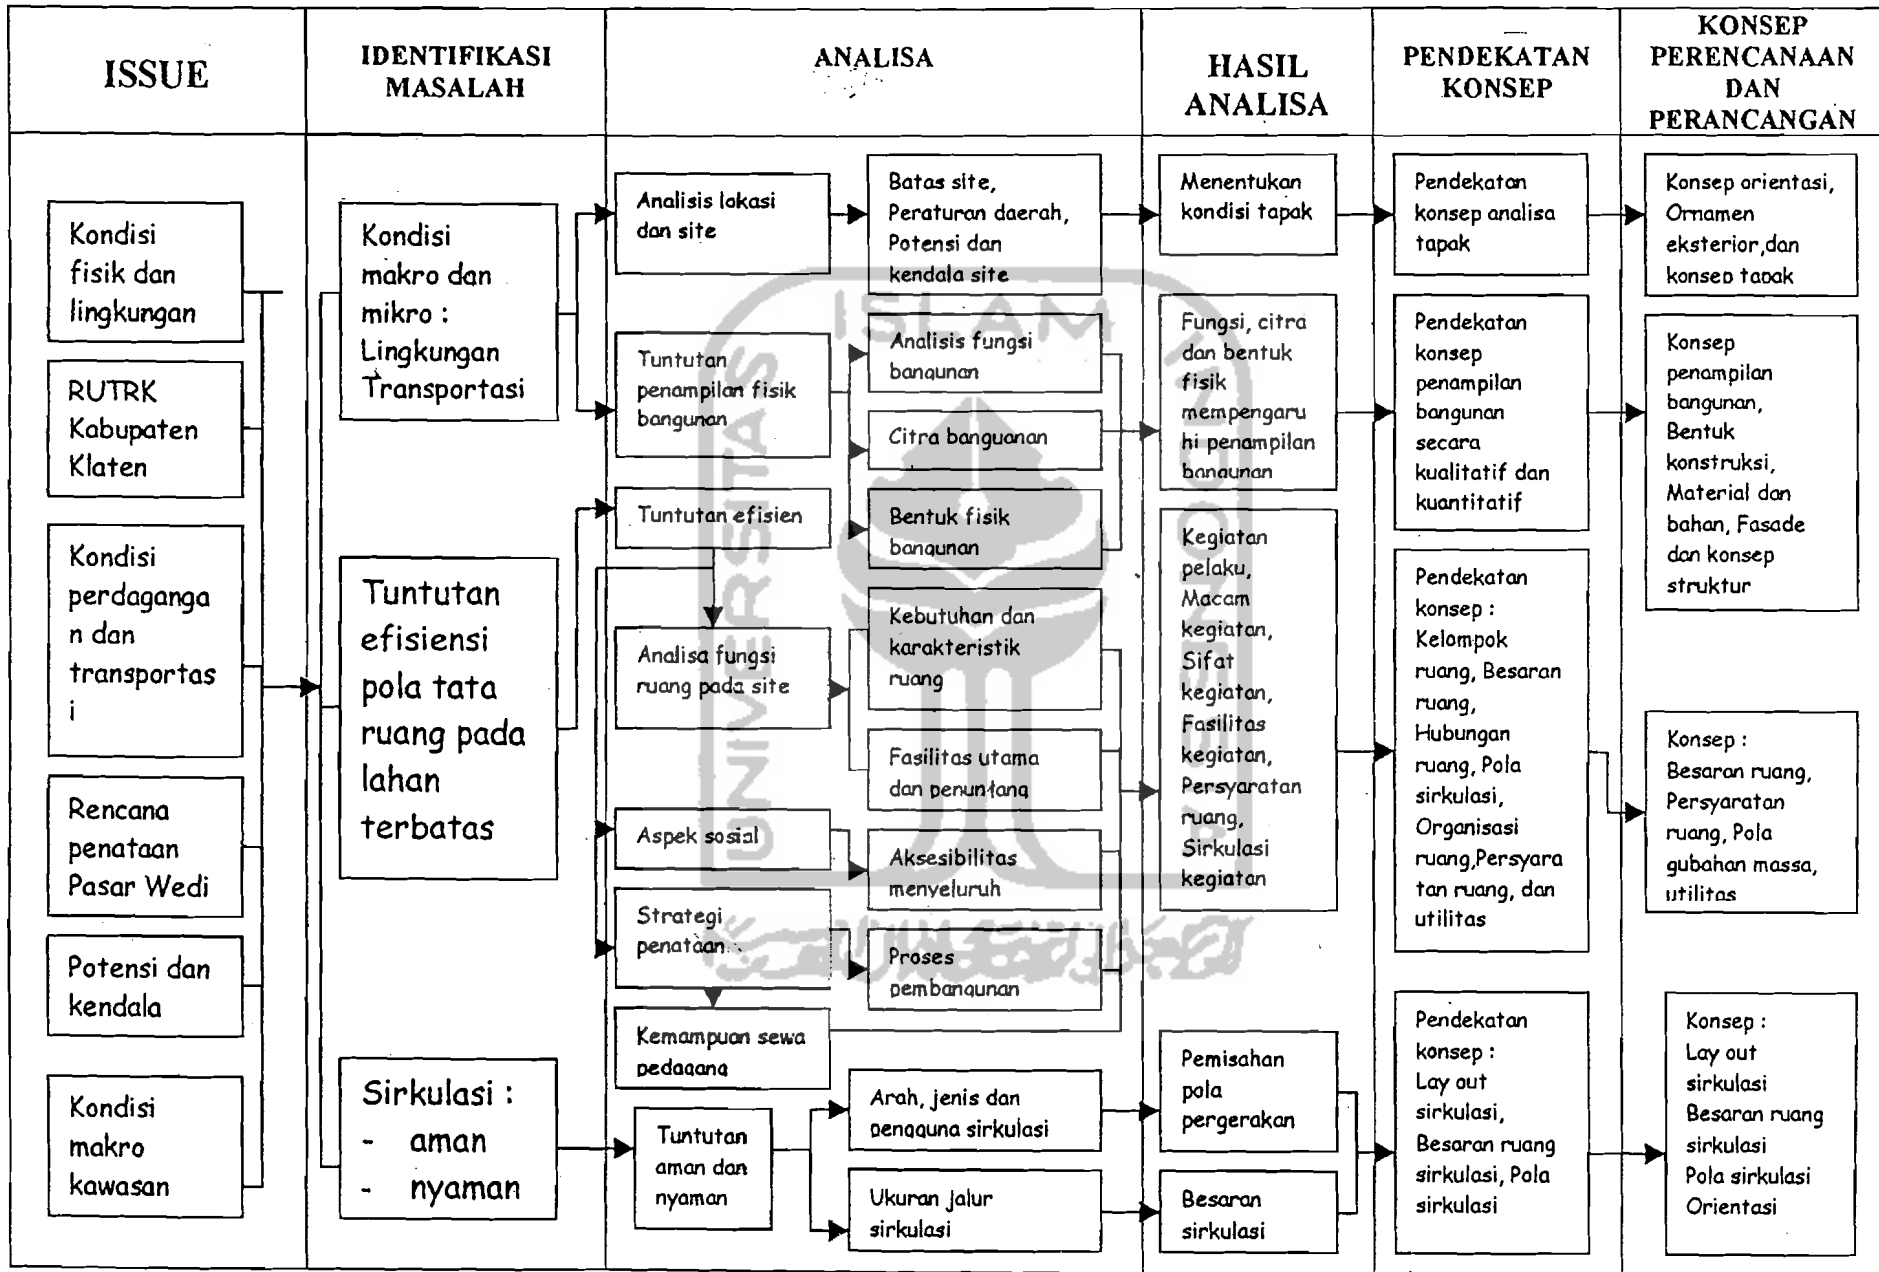 ISSUE
IDENTIFIKASI
MASALAH
ANALISA
HASIL
ANALISA
PENDEKATAN
KONSEP
KONSEP
PERENCANAAN
DAN
PERANCANGAN
Kondisi
fisik dan
lingkungan
RUTRK
Kabupaten
Klaten
Kondisi
perdaganga
n dan
transportas
i
Rencana
penataan
Pasar Wedi
Potensi dan
kendala
Kondisi
makro
kawasan
Kondisi
makro dan
mikro :
Lingkungan
Transportasi
Tuntutan
efisiensi
pola tata
ruang pada
lahan
terbatas
Sirkulasi :
- aman
- nyaman
Analisis lokasi
dan site
Tuntutan
penampilan fisik
bangunan
Tuntutan efisien
Analisa fungsi
ruang pada site
Aspek sosial
Strategi
penataan
Kemampuan sewa
pedagang
Tuntutan
aman dan
nyaman
Batas site,
Peraturan daerah,
Potensi dan
kendala site
Analisis fungsi
bangunan
Citra banguanan
Bentuk fisik
bangunan
Kebutuhan dan
karakteristik
ruang
Fasilitas utama
dan penunjang
Aksesibilitas
menyeluruh
Proses
pembangunan
Arah, jenis dan
pengguna sirkulasi
Ukuran jalur
sirkulasi
Menentukan
kondisi tapak
Fungsi, citra
dan bentuk
fisik
mempengaru
hi penampilan
bangunan
Kegiatan
pelaku,
Macam
kegiatan,
Sifat
kegiatan,
Fasilitas
kegiatan,
Persyaratan
ruang,
Sirkulasi
kegiatan
Pemisahan
pola
pergerakan
Besaran
sirkulasi
Pendekatan
konsep analisa
tapak
Pendekatan
konsep
penampilan
bangunan
secara
kualitatif dan
kuantitatif
Pendekatan
konsep :
Kelompok
ruang, Besaran
ruang,
Hubungan
ruang, Pola
sirkulasi,
Organisasi
ruang,Persyara
tan ruang, dan
utilitas
Pendekatan
konsep :
Lay out
sirkulasi,
Besaran ruang
sirkulasi, Pola
sirkulasi
Konsep orientasi,
Ornamen
eksterior,dan
konsep tapak
Konsep
penampilan
bangunan,
Bentuk
konstruksi,
Material dan
bahan, Fasade
dan konsep
struktur
Konsep :
Besaran ruang,
Persyaratan
ruang, Pola
gubahan massa,
utilitas
Konsep :
Lay out
sirkulasi
Besaran ruang
sirkulasi
Pola sirkulasi
Orientasi
UNIVERSITAS
ISLAM
INDONESIA